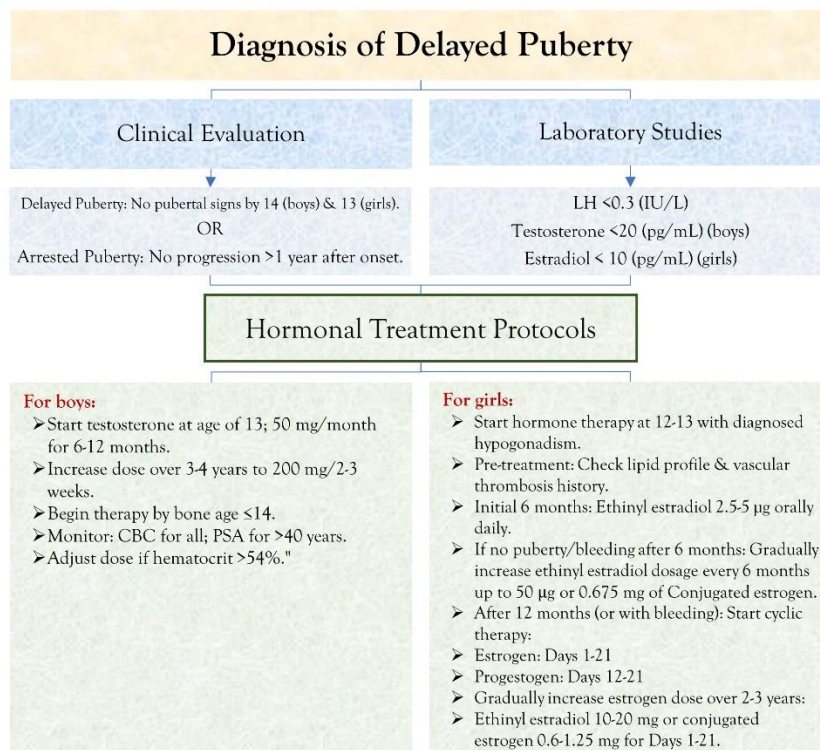 Diagnosis of Delayed Puberty
Clinical Evaluation
Laboratory Studies
Delayed Puberty: No pubertal signs by 14 (boys) & 13 (girls).
OR
Arrested Puberty: No progression >1 year after onset.
LH <0.3 (IU/L)
Testosterone <20 (pg/mL) (boys)
Estradiol < 10 (pg/mL) (girls)
Hormonal Treatment Protocols
For boys:
➤Start testosterone at age of 13; 50 mg/month
for 6-12 months.
➤Increase dose over 3-4 years to 200 mg/2-3
weeks.
➤Begin therapy by bone age ≤14.
➤Monitor: CBC for all; PSA for >40 years.
➤Adjust dose if hematocrit >54%."
For girls:
➤ Start hormone therapy at 12-13 with diagnosed
hypogonadism.
➤ Pre-treatment: Check lipid profile & vascular
thrombosis history.
➤ Initial 6 months: Ethinyl estradiol 2.5-5 µg orally
daily.
➤ If no puberty/bleeding after 6 months: Gradually
increase ethinyl estradiol dosage every 6 months
up to 50 µg or 0.675 mg of Conjugated estrogen.
➤ After 12 months (or with bleeding): Start cyclic
therapy:
➤ Estrogen: Days 1-21
➤ Progestogen: Days 12-21
➤ Gradually increase estrogen dose over 2-3 years:
➤ Ethinyl estradiol 10-20 mg or conjugated
estrogen 0.6-1.25 mg for Days 1-21.